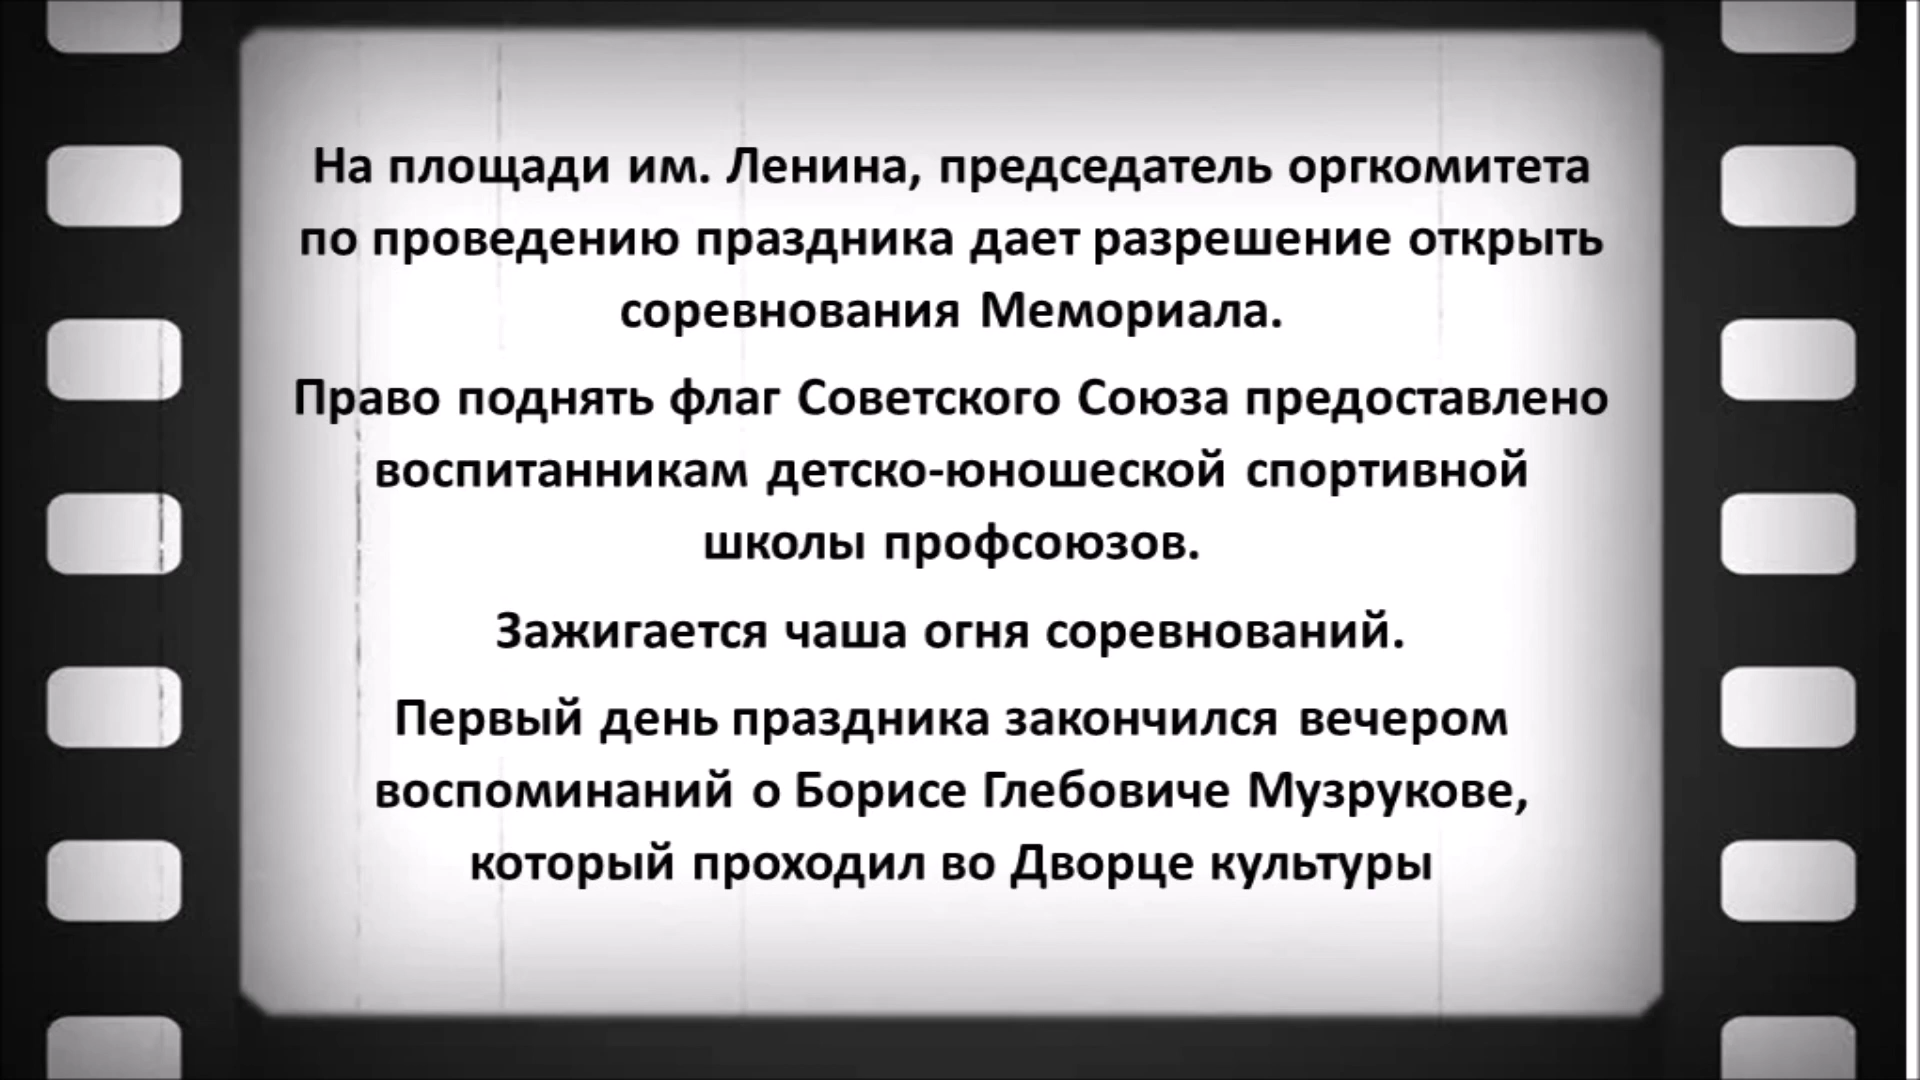 На площади им. Ленина, председатель оргкомитета
по проведению праздника дает разрешение открыть
соревнования Мемориала.
Право поднять флаг Советского Союза предоставлено
воспитанникам детско-юношеской спортивной
школы профсоюзов.
Зажигается чаша огня соревнований.
Первый день праздника закончился вечером
воспоминаний о Борисе Глебовиче Музрукове,
который проходил во Дворце культуры